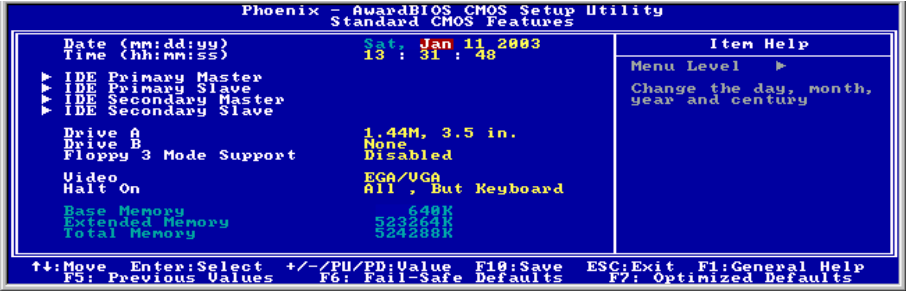 Phoenix - AwardBIOS CMOS Setup Utility
Standard CMOS Features
Date (mm:dd:yy) Sat, Jan 11 2003
Time (hh:mm:ss) 13 : 31 : 48
► IDE Primary Master
► IDE Primary Slave
► IDE Secondary Master
► IDE Secondary Slave
Drive A 1.44M, 3.5 in.
Drive B None
Floppy 3 Mode Support Disabled
Video EGA/VGA
Halt On All , But Keyboard
Base Memory 640K
Extended Memory 523264K
Total Memory 524288K
Item Help
Menu Level ►
Change the day, month,
year and century
↑↓:Move Enter:Select +/-/PU/PD:Value F10:Save ESC:Exit F1:General Help
F5: Previous Values F6: Fail-Safe Defaults F7: Optimized Defaults